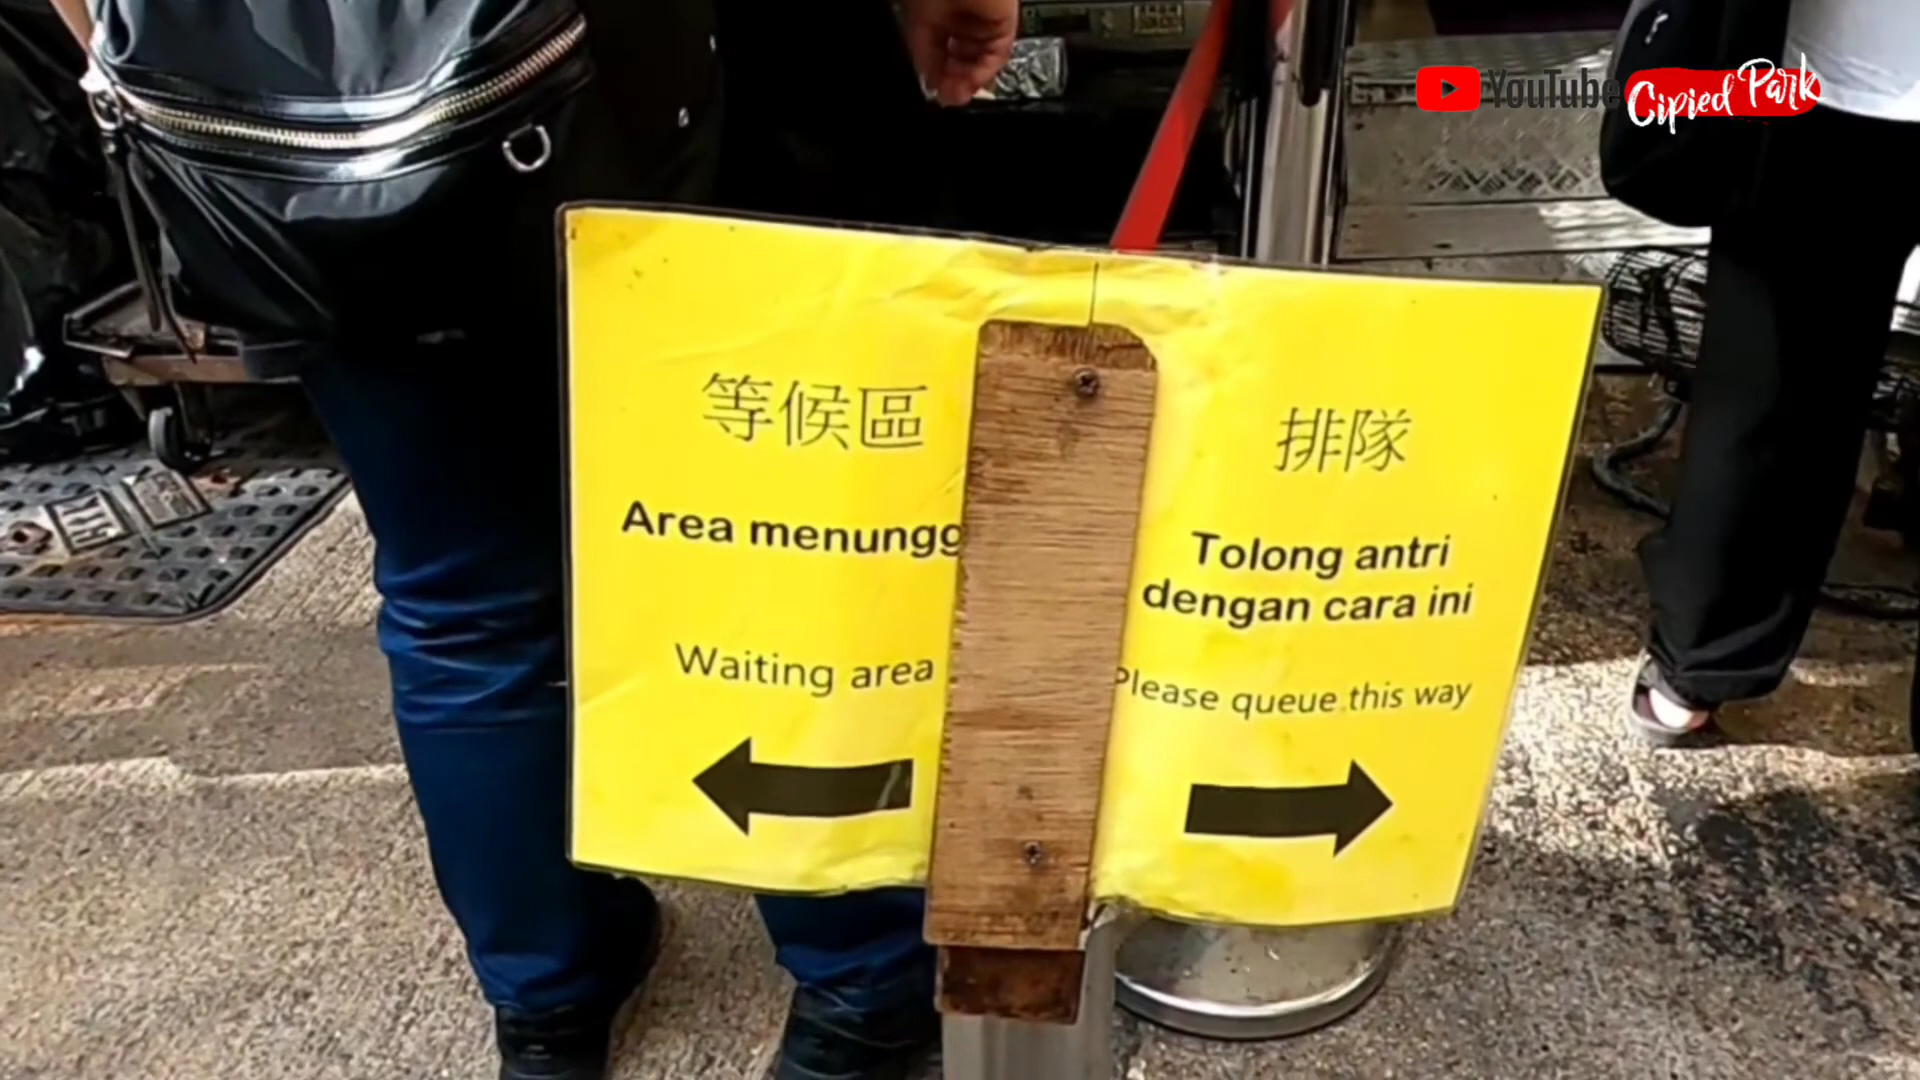 YouTube
Cipied Park
等候區
Area menungg
Waiting area
排隊
Tolong antri
dengan cara ini
Please queue this way